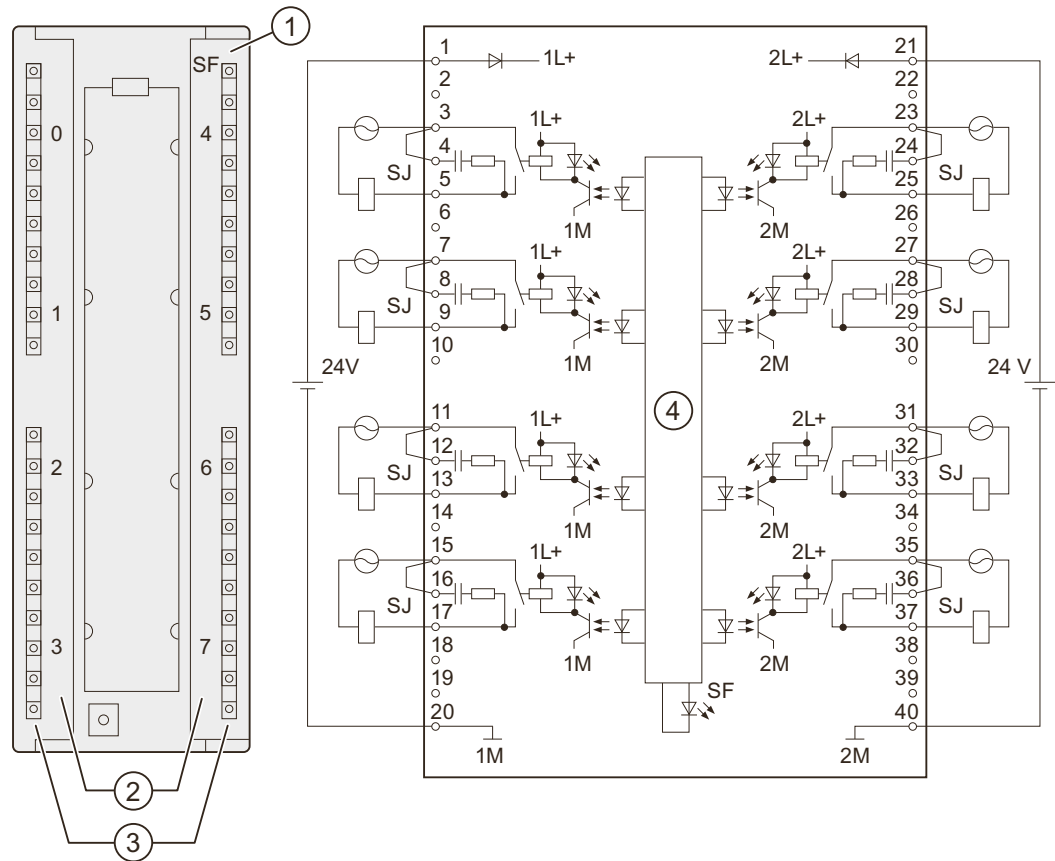 1
SF
0
4
1
5
2
6
3
7
2
3
1
1L+
2
3
1L+
4
SJ
5
1M
6
7
1L+
8
SJ
9
1M
10
24V
11
1L+
12
SJ
13
1M
14
15
1L+
16
SJ
17
1M
18
19
20
1M
4
SF
2L+
21
22
2L+
23
24
SJ
25
2M
26
2L+
27
28
SJ
29
2M
30
24 V
2L+
31
32
SJ
33
2M
34
2L+
35
36
SJ
37
2M
38
39
40
2M